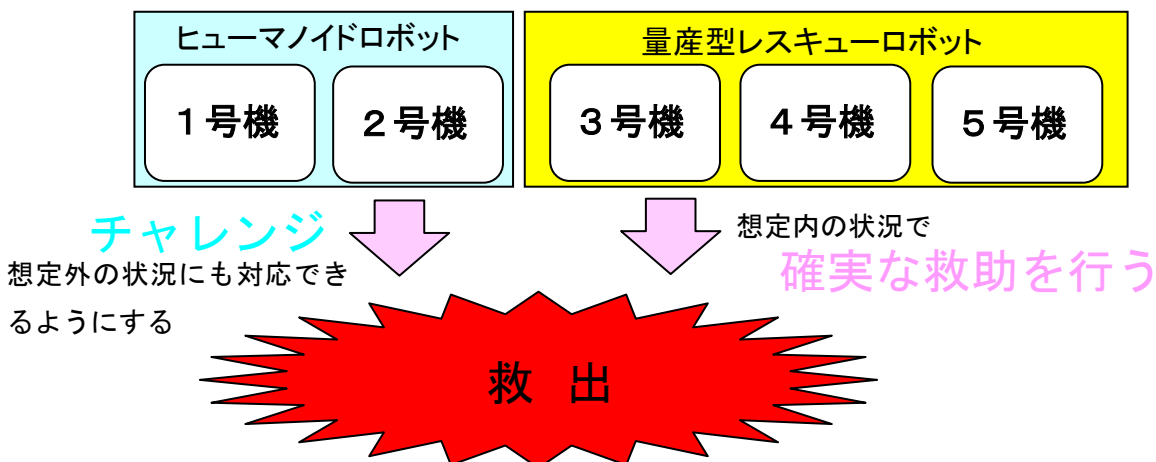 ヒューマノイドロボット
量産型レスキューロボット
1号機
2号機
3号機
4号機
5号機
チャレンジ
想定外の状況にも対応でき
るようにする
想定内の状況で
確実な救助を行う
救 出